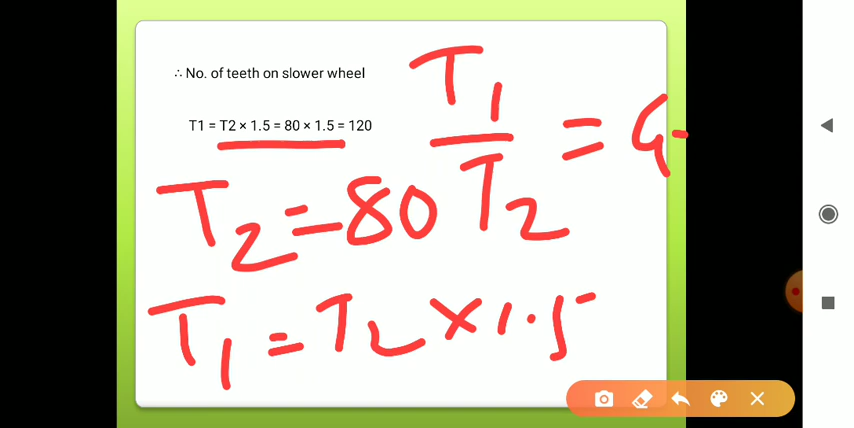 ∴ No. of teeth on slower wheel
T1 = T2 × 1.5 = 80 × 1.5 = 120
T1/T2 = G
T2 = 80
T1 = T2 × 1.5